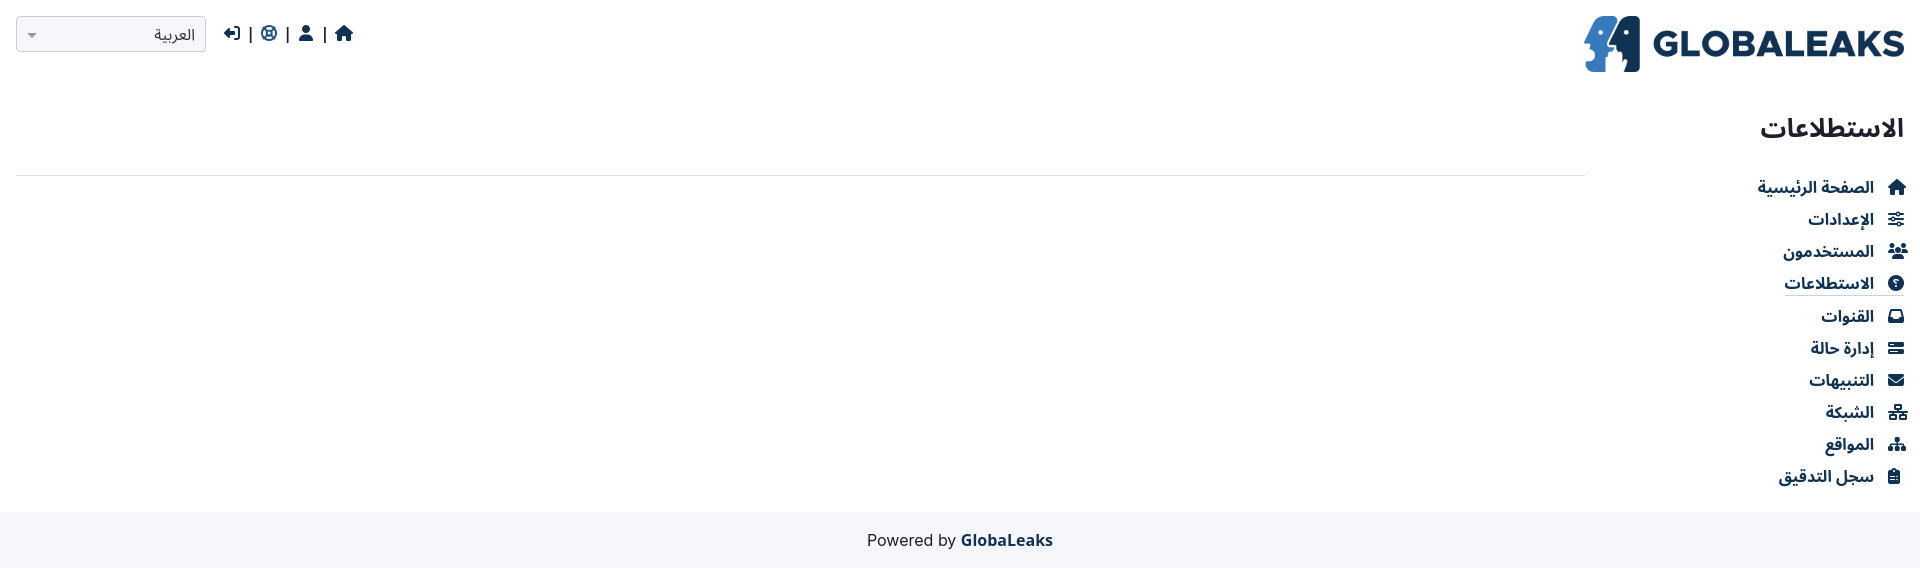 GLOBALEAKS
العربية
الاستطلاعات
الصفحة الرئيسية
الإعدادات
المستخدمون
الاستطلاعات
القنوات
إدارة حالة
التنبيهات
الشبكة
المواقع
سجل التدقيق
Powered by GlobaLeaks